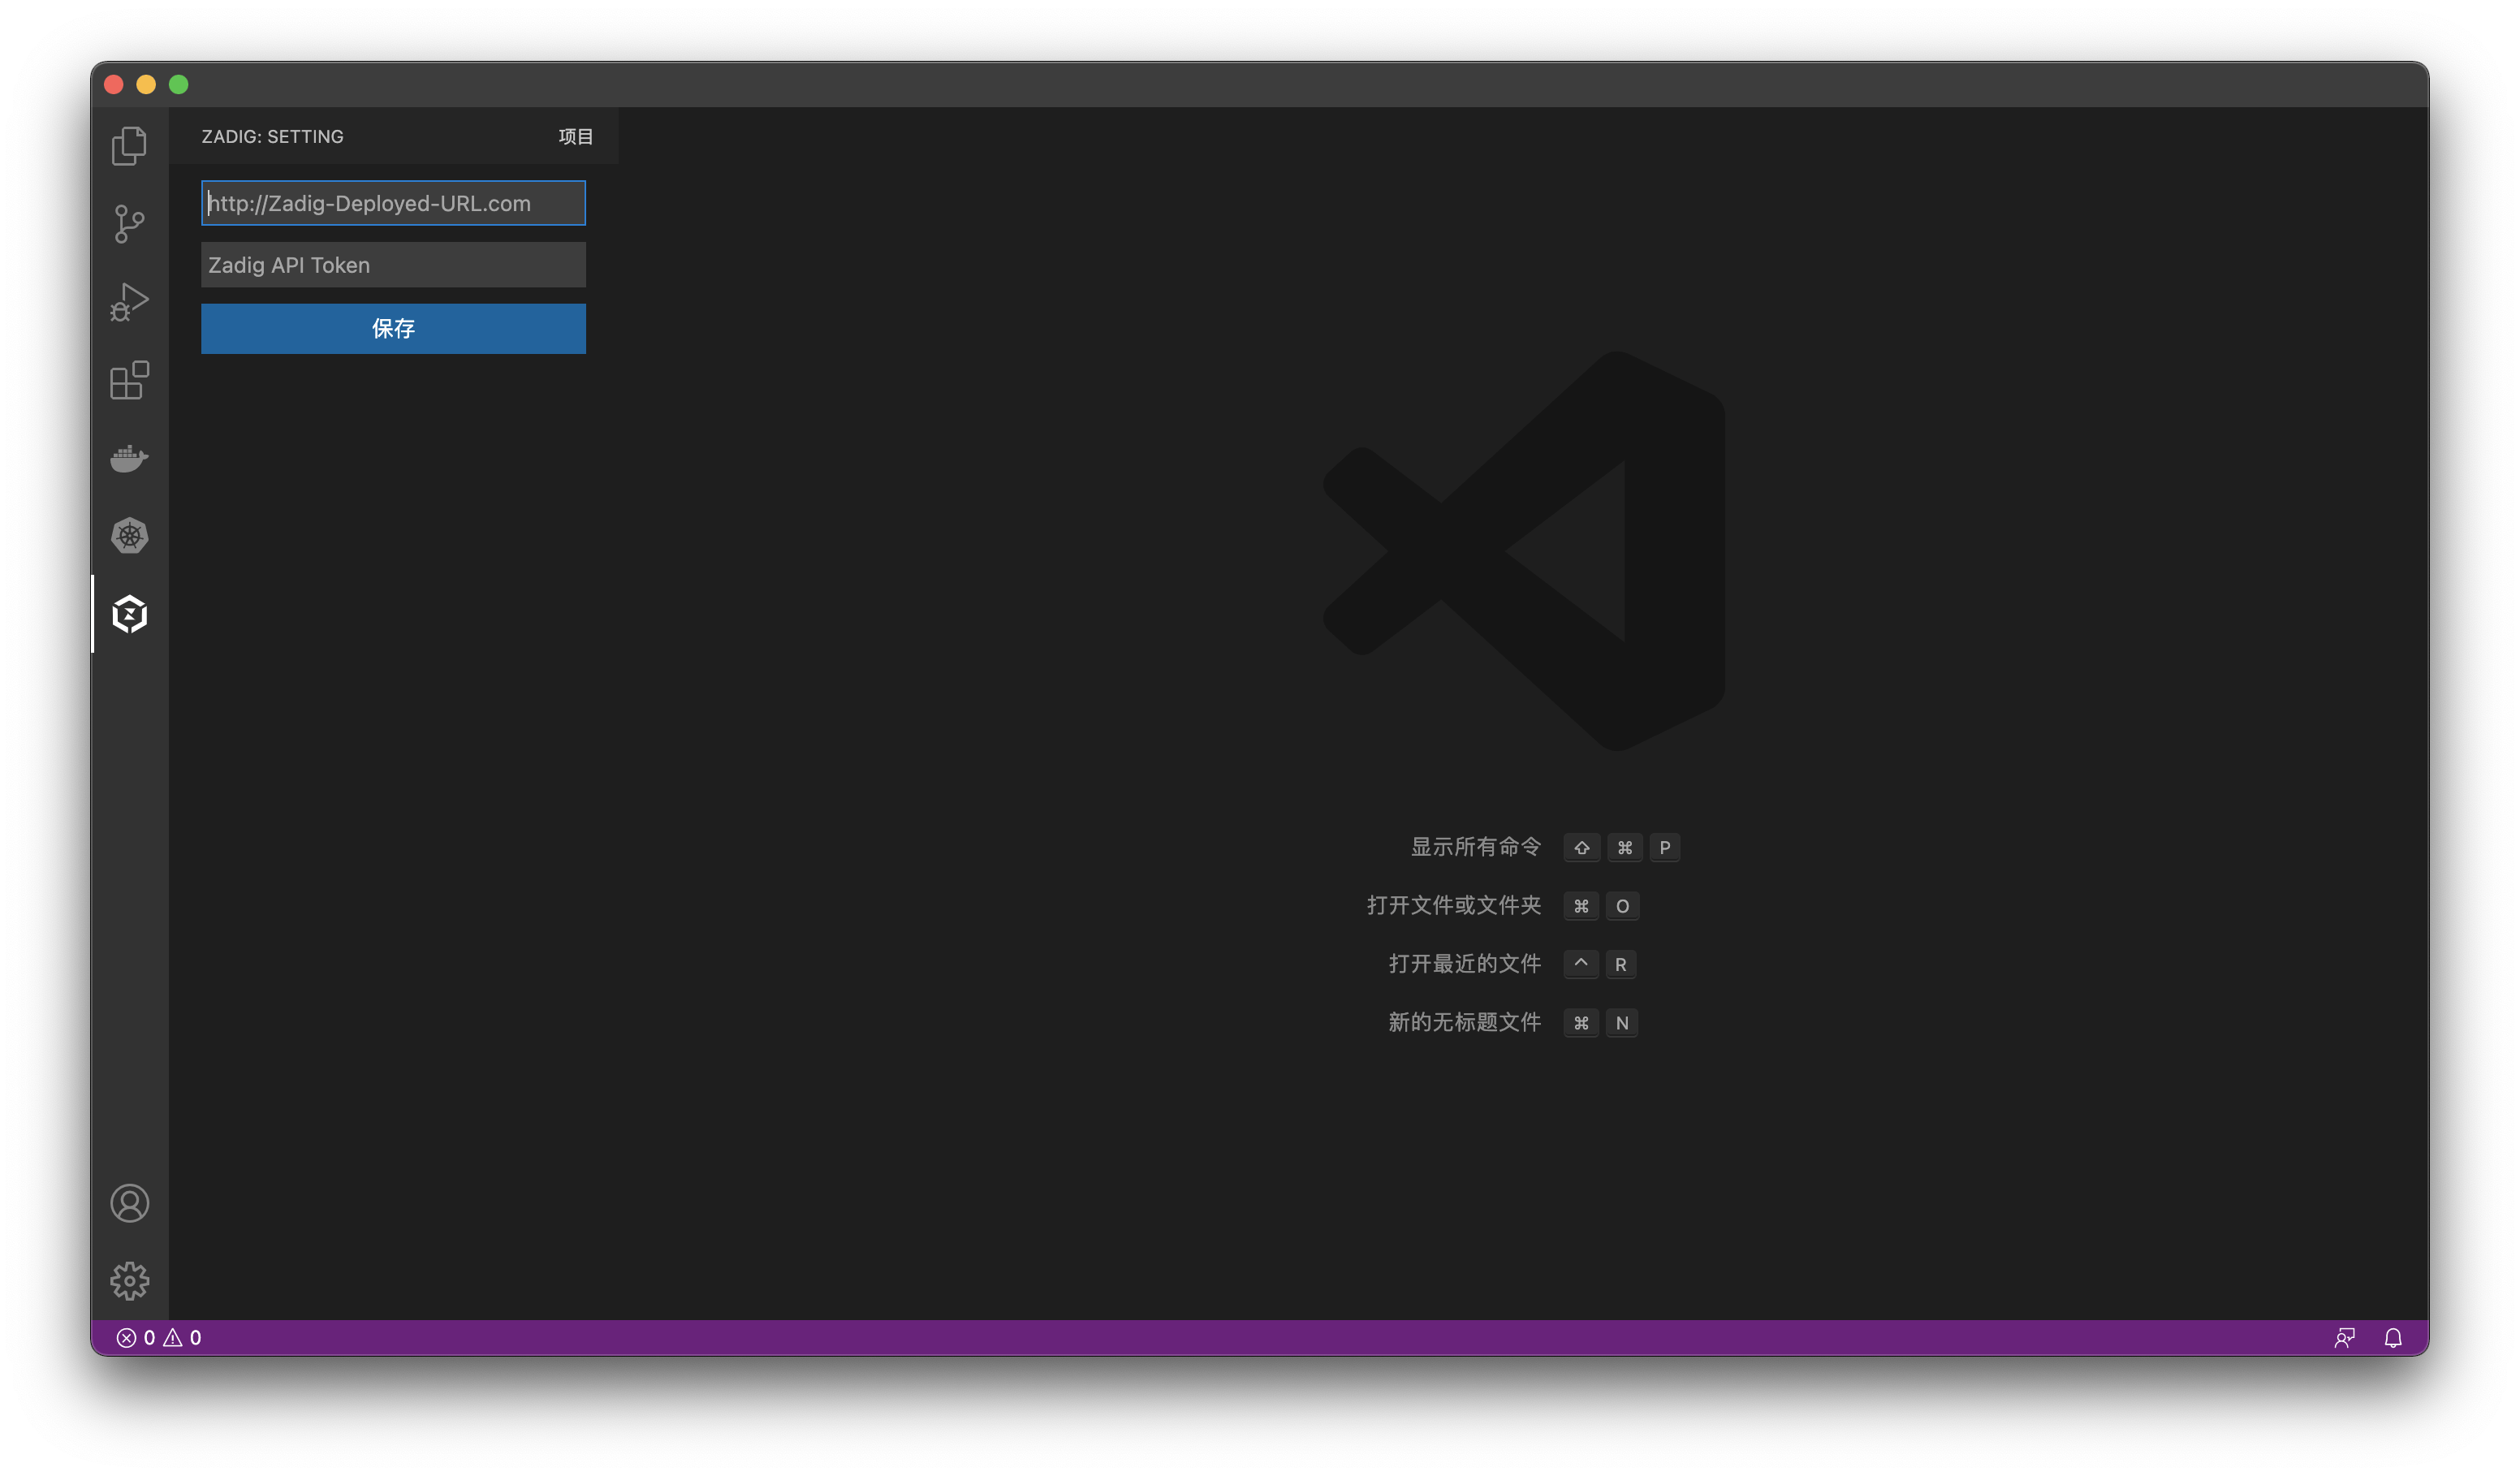 ZADIG: SETTING 项目
http://Zadig-Deployed-URL.com
Zadig API Token
保存
显示所有命令 ⇧ ⌘ P
打开文件或文件夹 ⌘ O
打开最近的文件 ^ R
新的无标题文件 ⌘ N
0 0